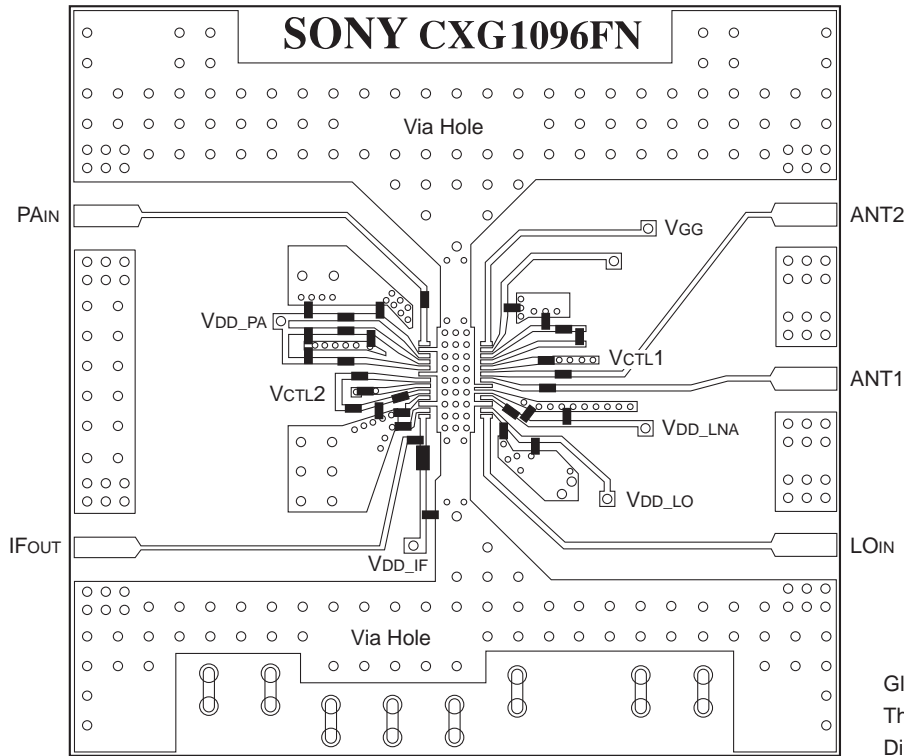 SONY CXG1096FN
Via Hole
PAIN
ANT2
VGG
VDD_PA
VCTL1
VCTL2
ANT1
VDD_LNA
VDD_LO
IFOUT
VDD_IF
LOIN
Via Hole